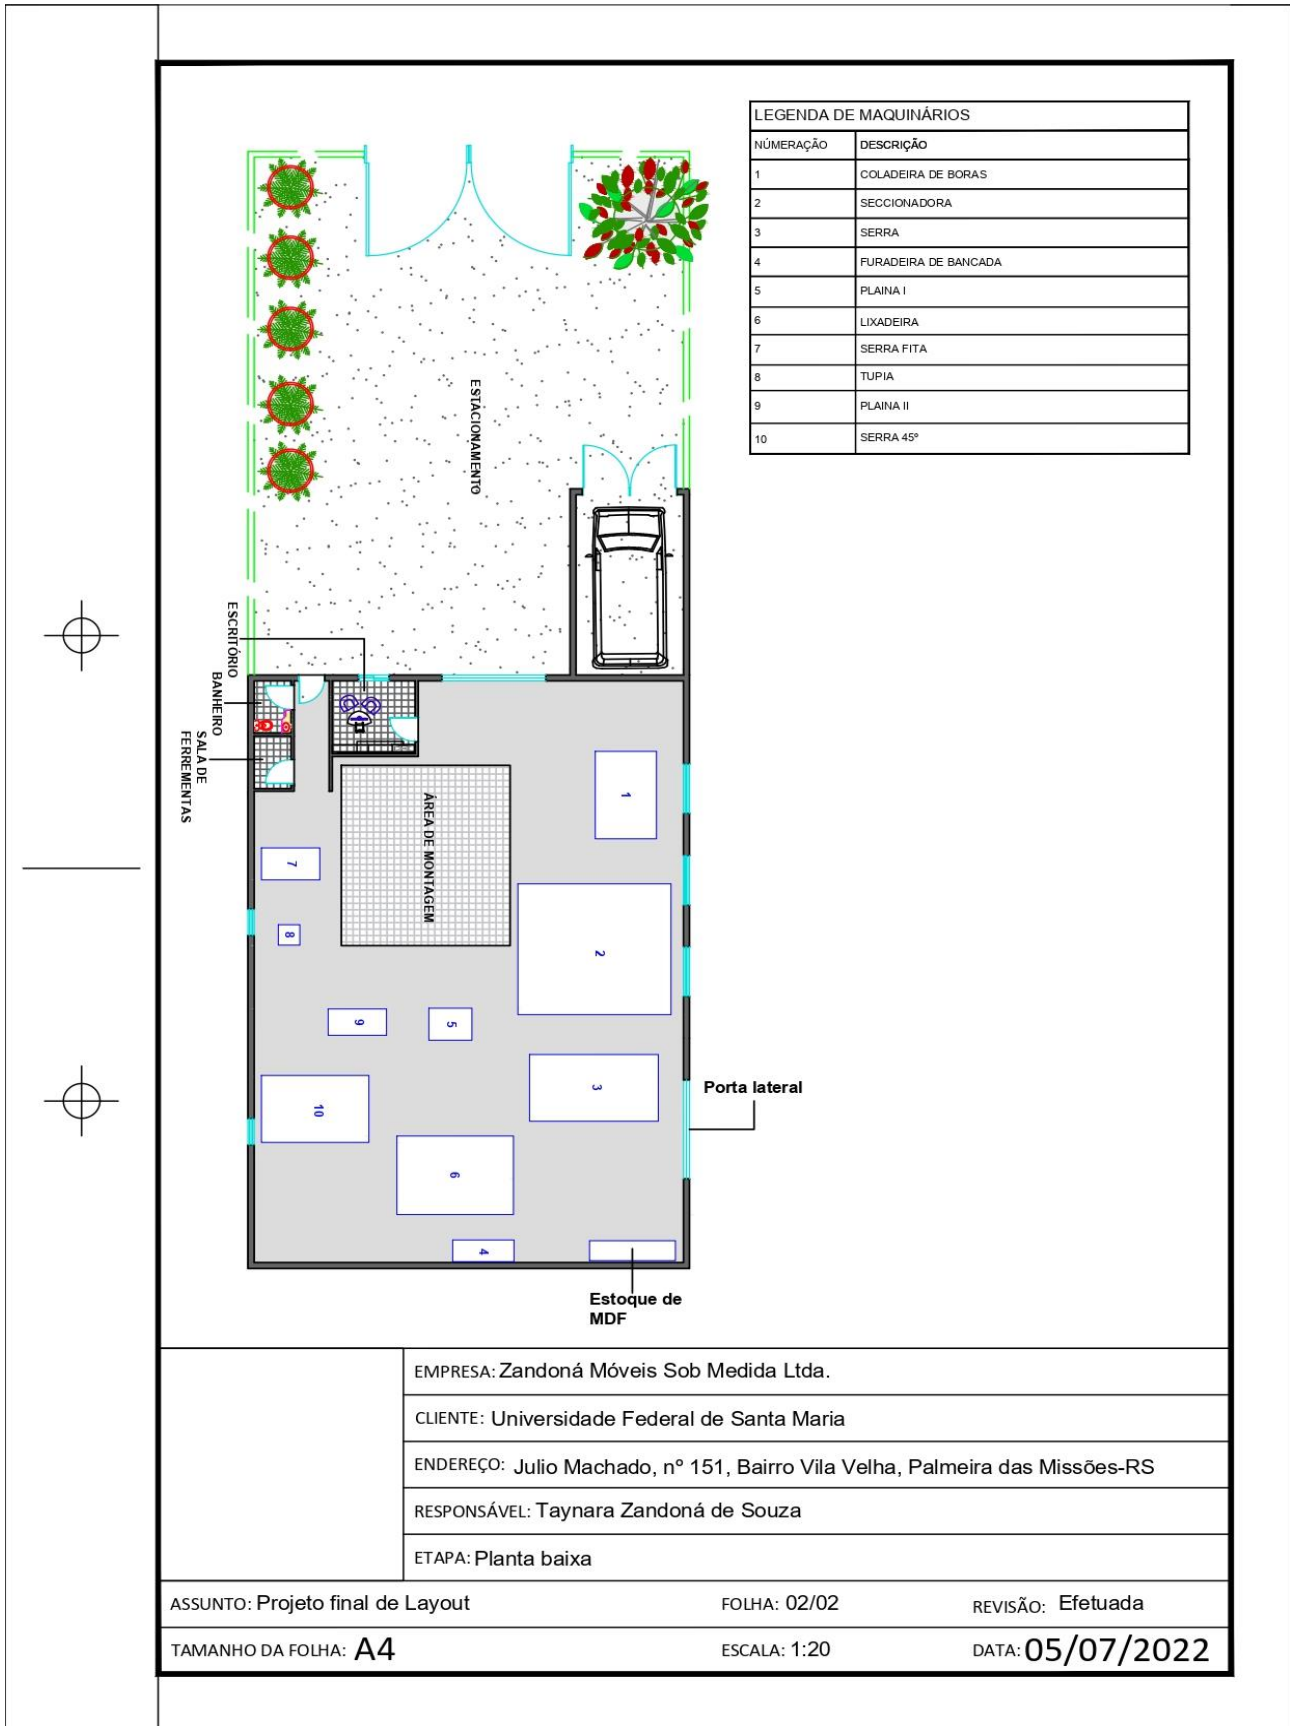 LEGENDA DE MAQUINÁRIOS
NÚMERAÇÃO DESCRIÇÃO
1 COLADEIRA DE BORAS
2 SECCIONADORA
3 SERRA
4 FURADEIRA DE BANCADA
5 PLAINA I
6 LIXADEIRA
7 SERRA FITA
8 TUPIA
9 PLAINA II
10 SERRA 45º
ESTACIONAMENTO
ESCRITÓRIO
BANHEIRO
SALA DE
FERREMENTAS
ÁREA DE MONTAGEM
1
7
2
8
9
5
3
10
6
4
Porta lateral
Estoque de
MDF
EMPRESA: Zandoná Móveis Sob Medida Ltda.
CLIENTE: Universidade Federal de Santa Maria
ENDEREÇO: Julio Machado, nº 151, Bairro Vila Velha, Palmeira das Missões-RS
RESPONSÁVEL: Taynara Zandoná de Souza
ETAPA: Planta baixa
ASSUNTO: Projeto final de Layout FOLHA: 02/02 REVISÃO: Efetuada
TAMANHO DA FOLHA: A4 ESCALA: 1:20 DATA: 05/07/2022